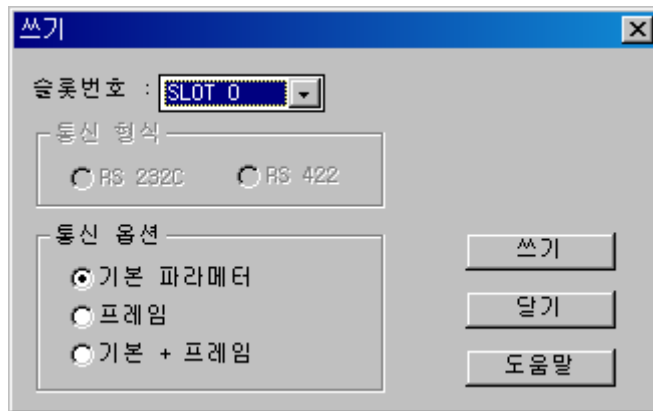 쓰기
슬롯번호 : SLOT 0
통신 형식
RS 232C RS 422
통신 옵션
기본 파라메터
프레임
기본 + 프레임
쓰기
닫기
도움말